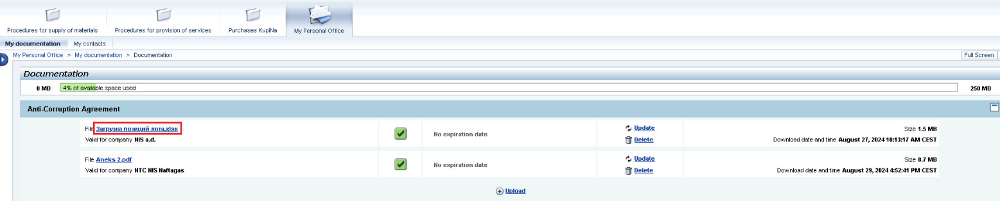 Procedures for supply of materials
Procedures for provision of services
Purchases KupiNa
My Personal Office
My documentation
My contacts
My Personal Office > My documentation > Documentation
Full Screen
Documentation
0 MB
4% of available space used
250 MB
Anti-Corruption Agreement
File Загрузка позиций лота.xlsx
Valid for company NIS a.d.
No expiration date
Update
Delete
Size 1.5 MB
Download date and time August 27, 2024 10:13:17 AM CEST
File Aneks 2.pdf
Valid for company NTC NIS Naftagas
No expiration date
Update
Delete
Size 8.7 MB
Download date and time August 29, 2024 4:52:41 PM CEST
Upload